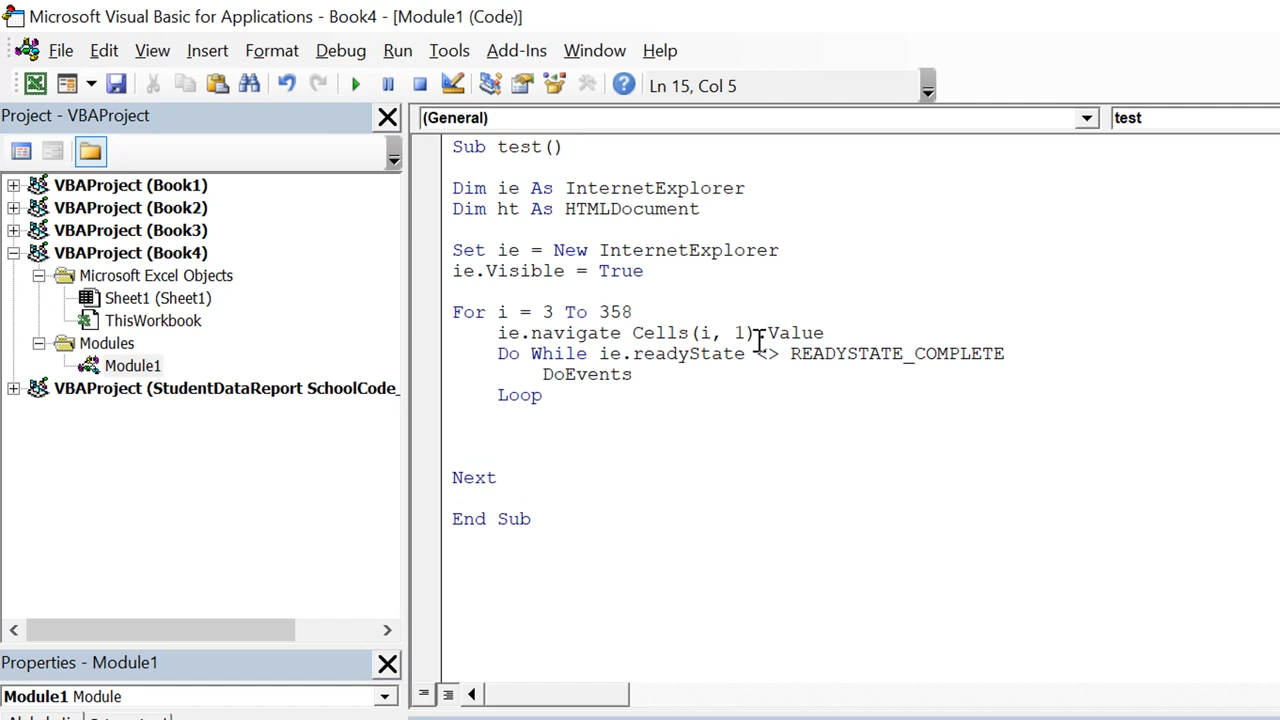 Microsoft Visual Basic for Applications - Book4 - [Module1 (Code)]
File Edit View Insert Format Debug Run Tools Add-Ins Window Help
Ln 15, Col 5
Project - VBAProject
(General)
test
VBAProject (Book1)
VBAProject (Book2)
VBAProject (Book3)
VBAProject (Book4)
Microsoft Excel Objects
Sheet1 (Sheet1)
ThisWorkbook
Modules
Module1
VBAProject (StudentDataReport SchoolCode_
Sub test()
Dim ie As InternetExplorer
Dim ht As HTMLDocument
Set ie = New InternetExplorer
ie.Visible = True
For i = 3 To 358
ie.navigate Cells(i, 1).Value
Do While ie.readyState <> READYSTATE_COMPLETE
DoEvents
Loop
Next
End Sub
Properties - Module1
Module1 Module